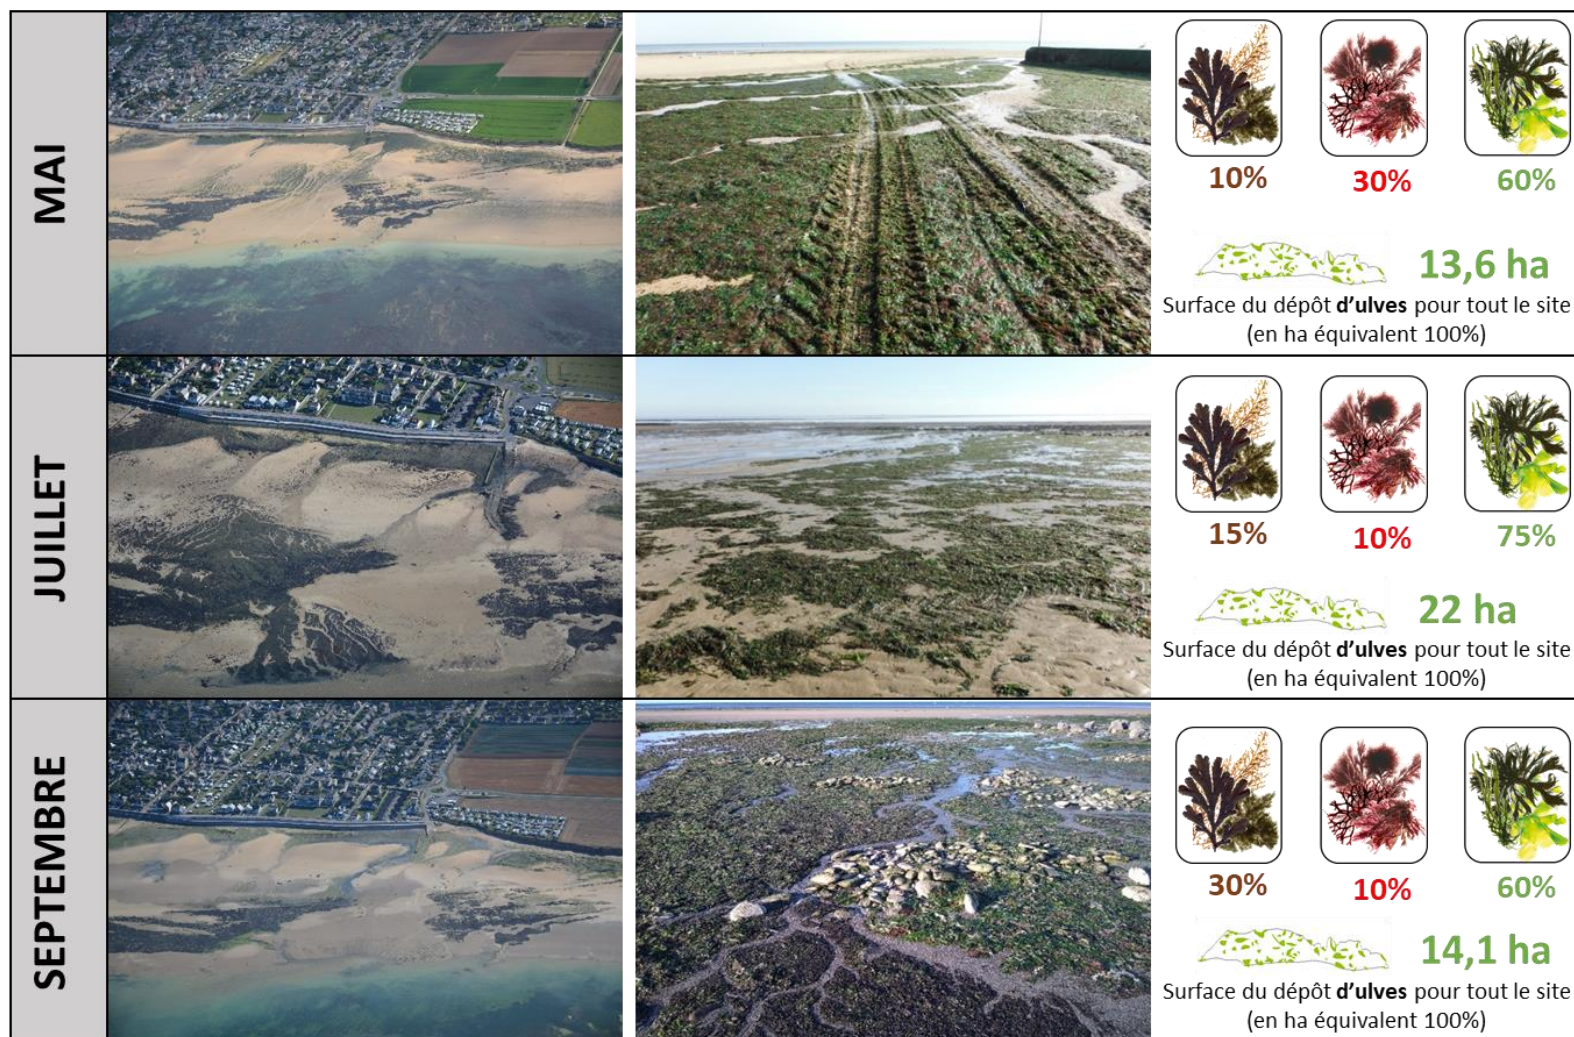 MAI
10%
30%
60%
13,6 ha
Surface du dépôt d'ulves pour tout le site
(en ha équivalent 100%)
JUILLET
15%
10%
75%
22 ha
Surface du dépôt d'ulves pour tout le site
(en ha équivalent 100%)
SEPTEMBRE
30%
10%
60%
14,1 ha
Surface du dépôt d'ulves pour tout le site
(en ha équivalent 100%)